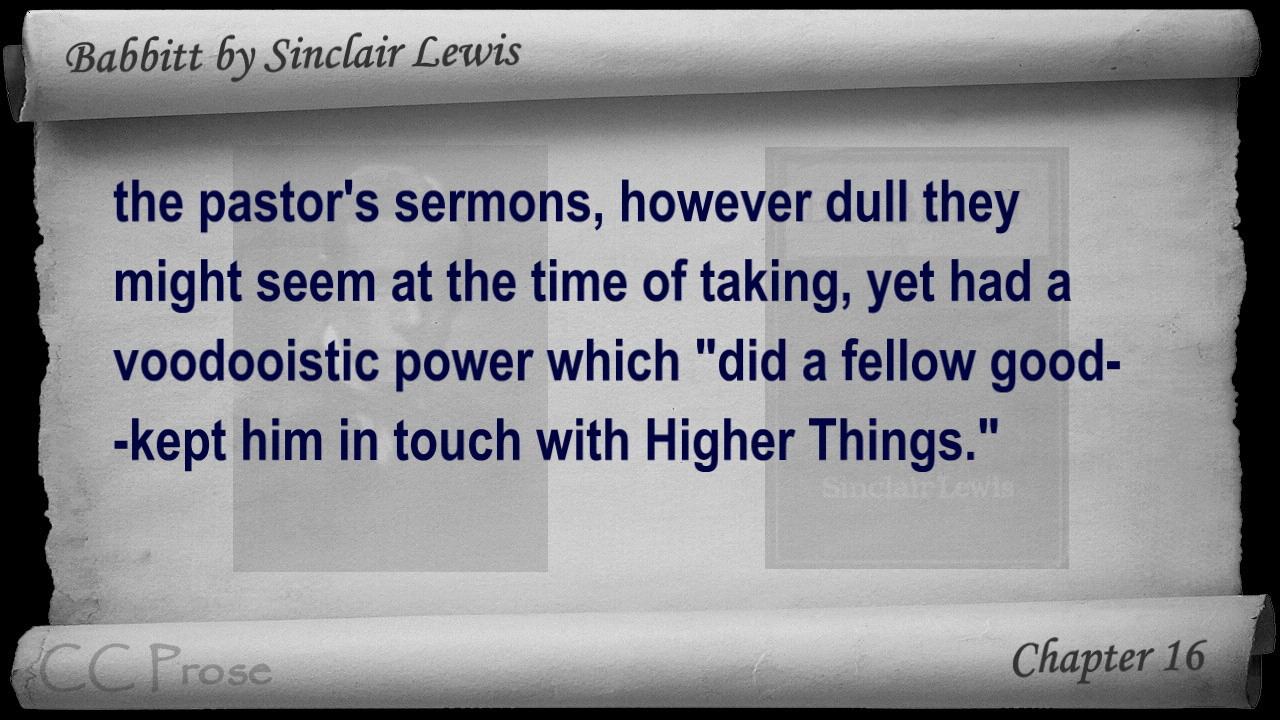 Babbitt by Sinclair Lewis
the pastor's sermons, however dull they
might seem at the time of taking, yet had a
voodooistic power which "did a fellow good-
-kept him in touch with Higher Things."
Sinclair Lewis
CC Prose
Chapter 16